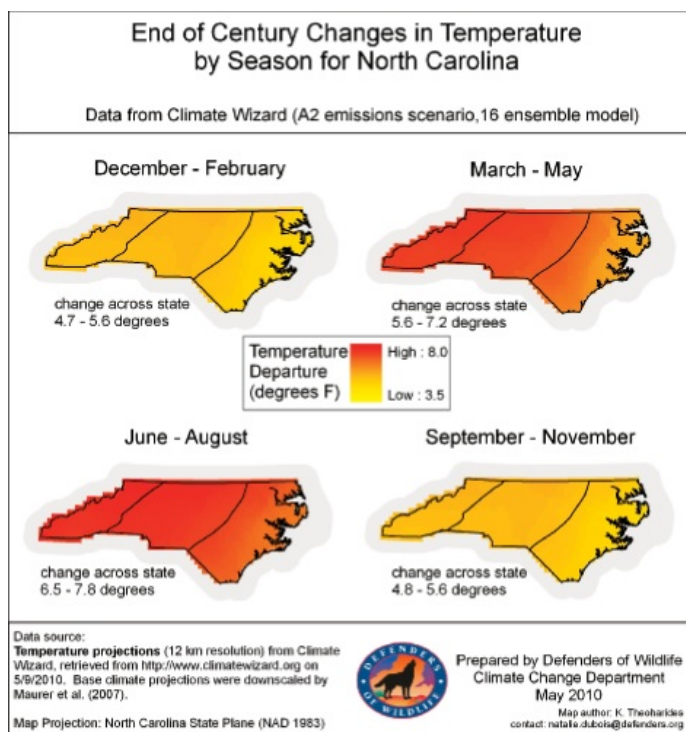 End of Century Changes in Temperature
by Season for North Carolina
Data from Climate Wizard (A2 emissions scenario,16 ensemble model)
December - February
March - May
change across state
4.7 - 5.6 degrees
change across state
5.6 - 7.2 degrees
Temperature
Departure
(degrees F)
High : 8.0
Low : 3.5
June - August
September - November
change across state
6.5 - 7.8 degrees
change across state
4.8 - 5.6 degrees
Data source:
Temperature projections (12 km resolution) from Climate
Wizard, retrieved from http://www.climatewizard.org on
5/9/2010. Base climate projections were downscaled by
Maurer et al. (2007).
Map Projection: North Carolina State Plane (NAD 1983)
DEFENDERS
OF WILDLIFE
Prepared by Defenders of Wildlife
Climate Change Department
May 2010
Map author: K. Theoharides
contact: natalie.dubois@defenders.org